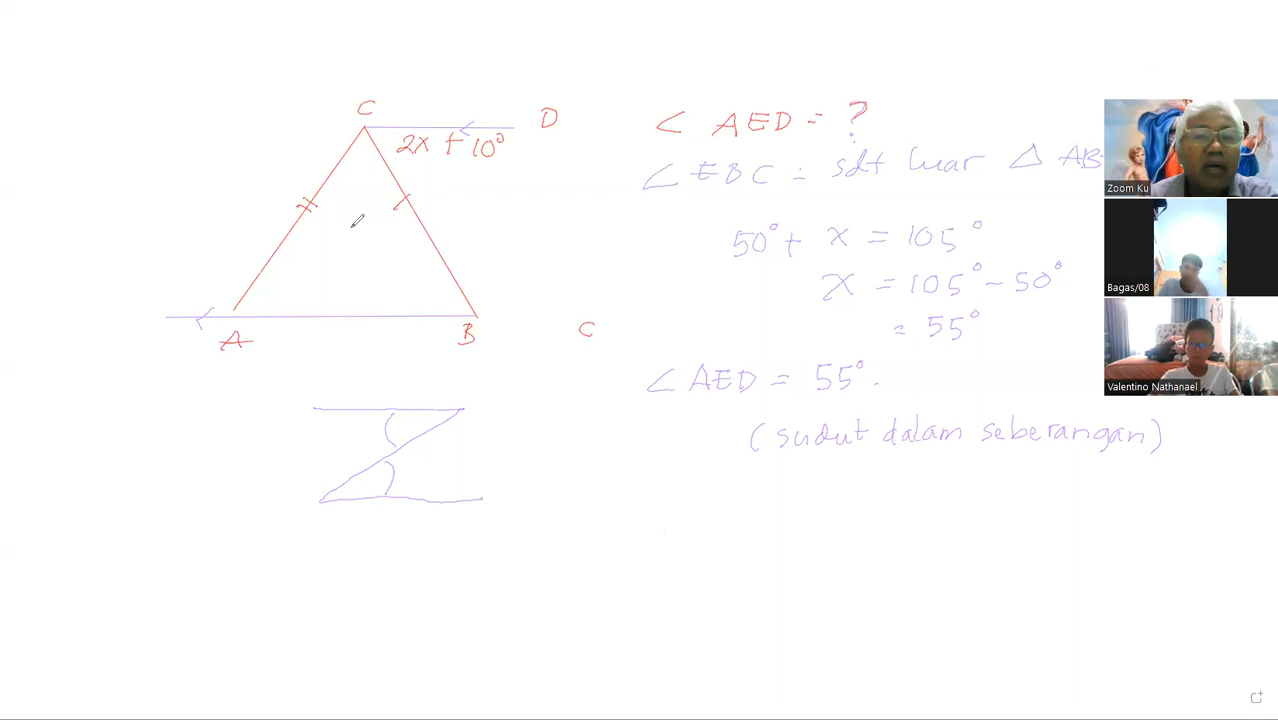 C
D
2x + 10°
A
B
C
< AED = ?
∠ EBC = sdt luar △ AB
50° + x = 105°
x = 105° - 50°
= 55°
∠ AED = 55°.
(sudut dalam seberangan)
Zoom Ku
Bagas/08
Valentino Nathanael